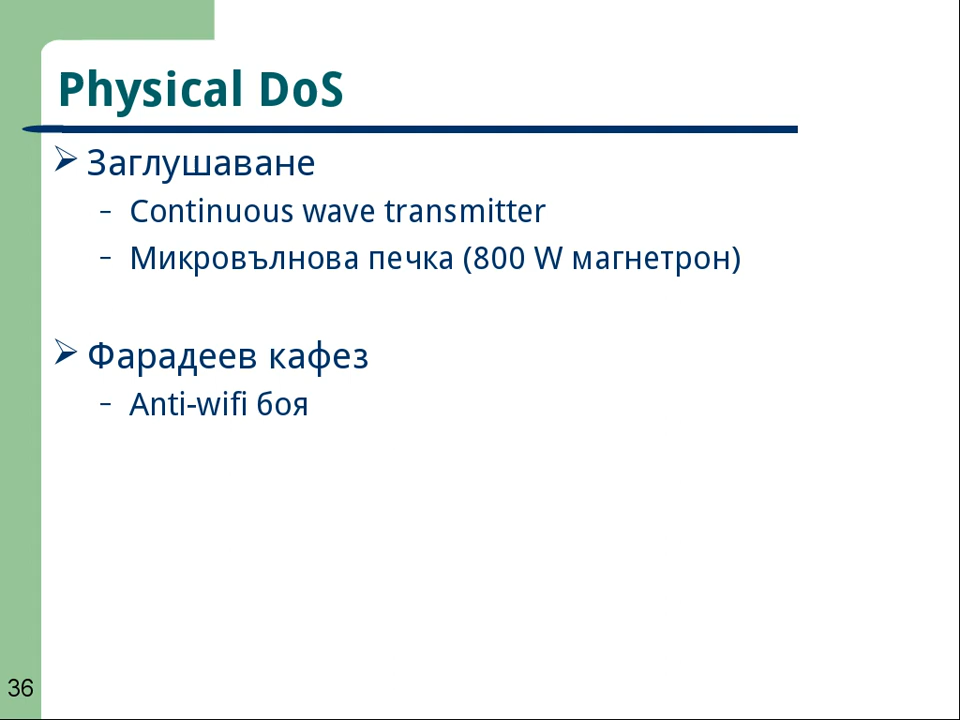 Physical DoS
Заглушаване
– Continuous wave transmitter
– Микровълнова печка (800 W магнетрон)
Фарадеев кафез
– Anti-wifi боя
36